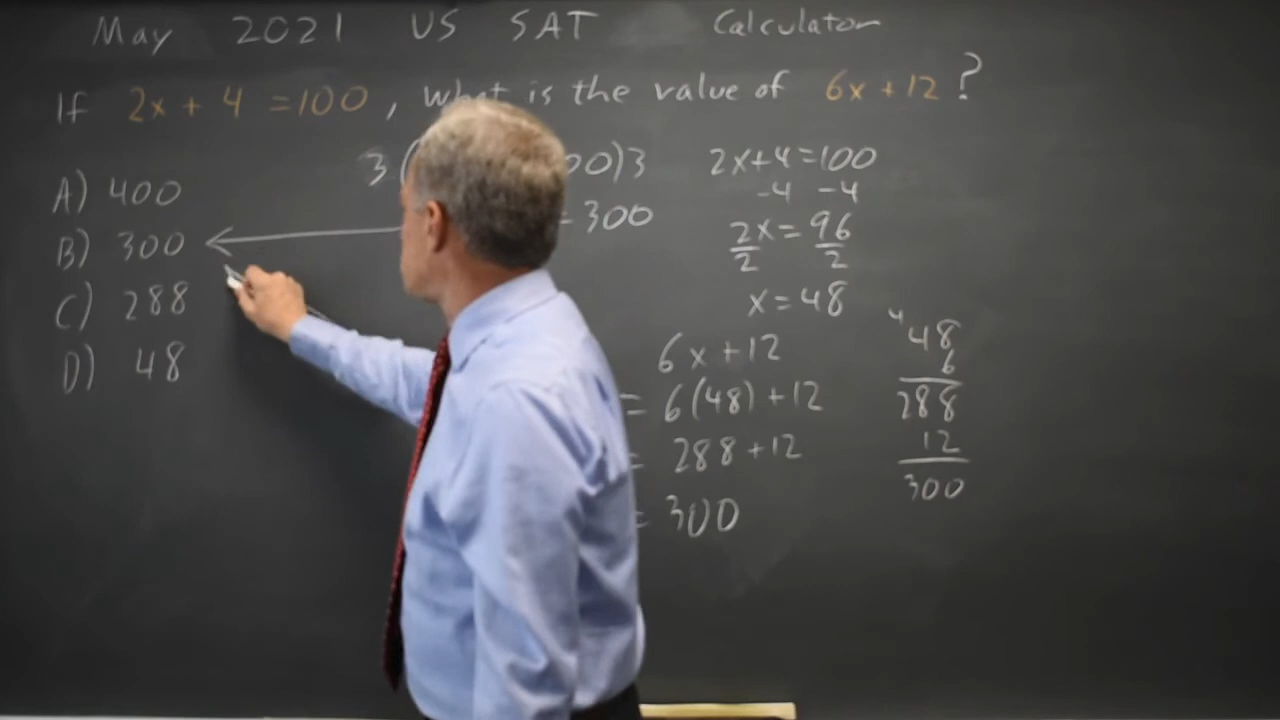 May 2021 US SAT Calculator
If 2x + 4 = 100, what is the value of 6x + 12?
A) 400
B) 300
C) 288
D) 48
3( 00)3
= 300
2x+4=100
-4 -4
2x = 96
2 2
x = 48
6x+12
= 6(48)+12
= 288+12
= 300
4
48
6
288
12
300